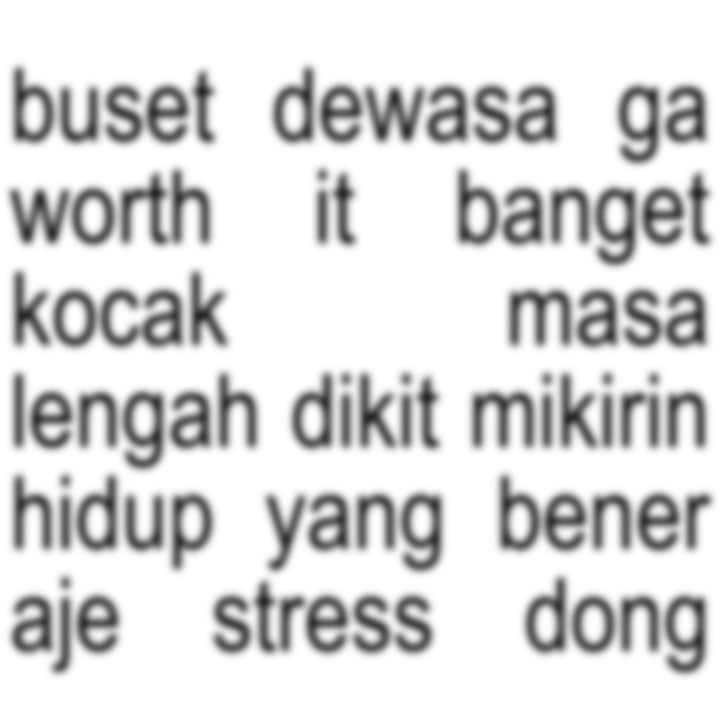 buset dewasa ga
worth it banget
kocak masa
lengah dikit mikirin
hidup yang bener
aje stress dong